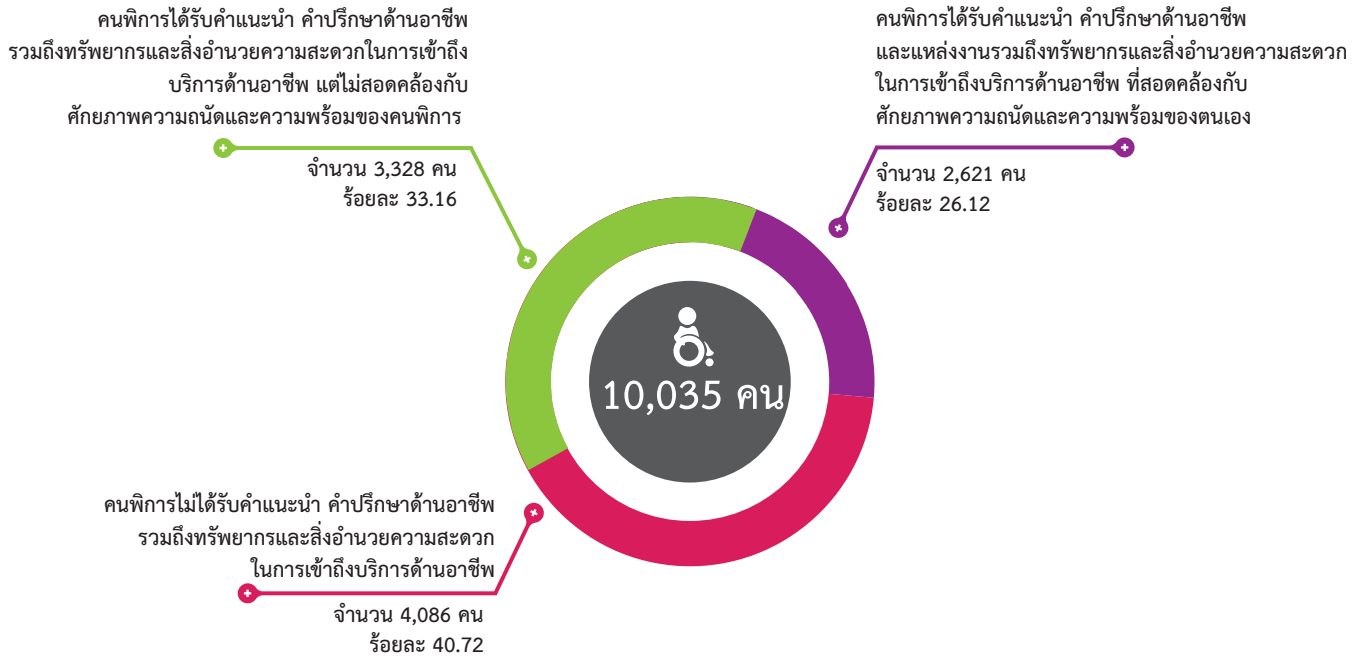 คนพิการได้รับคำแนะนำ คำปรึกษาด้านอาชีพ
รวมถึงทรัพยากรและสิ่งอำนวยความสะดวกในการเข้าถึง
บริการด้านอาชีพ แต่ไม่สอดคล้องกับ
ศักยภาพความถนัดและความพร้อมของคนพิการ
จำนวน 3,328 คน
ร้อยละ 33.16
คนพิการได้รับคำแนะนำ คำปรึกษาด้านอาชีพ
และแหล่งงานรวมถึงทรัพยากรและสิ่งอำนวยความสะดวก
ในการเข้าถึงบริการด้านอาชีพ ที่สอดคล้องกับ
ศักยภาพความถนัดและความพร้อมของตนเอง
จำนวน 2,621 คน
ร้อยละ 26.12
10,035 คน
คนพิการไม่ได้รับคำแนะนำ คำปรึกษาด้านอาชีพ
รวมถึงทรัพยากรและสิ่งอำนวยความสะดวก
ในการเข้าถึงบริการด้านอาชีพ
จำนวน 4,086 คน
ร้อยละ 40.72